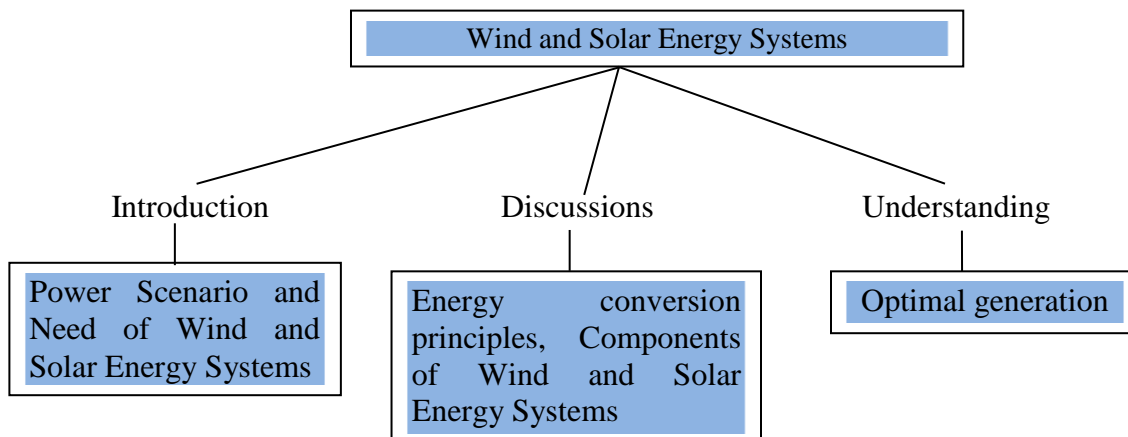 Wind and Solar Energy Systems
Introduction
Discussions
Understanding
Power Scenario and
Need of Wind and
Solar Energy Systems
Energy conversion
principles, Components
of Wind and Solar
Energy Systems
Optimal generation